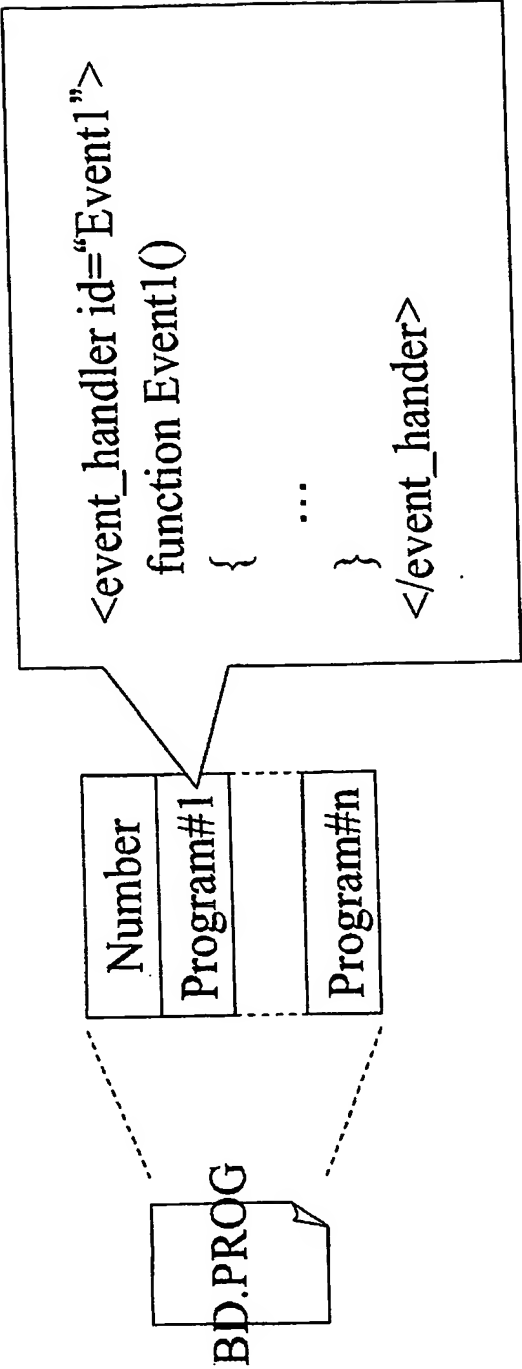 BD.PROG
Number
Program#1
Program#n
<event_handler id=“Event1”>
function Event1()
{
...
}
</event_hander>